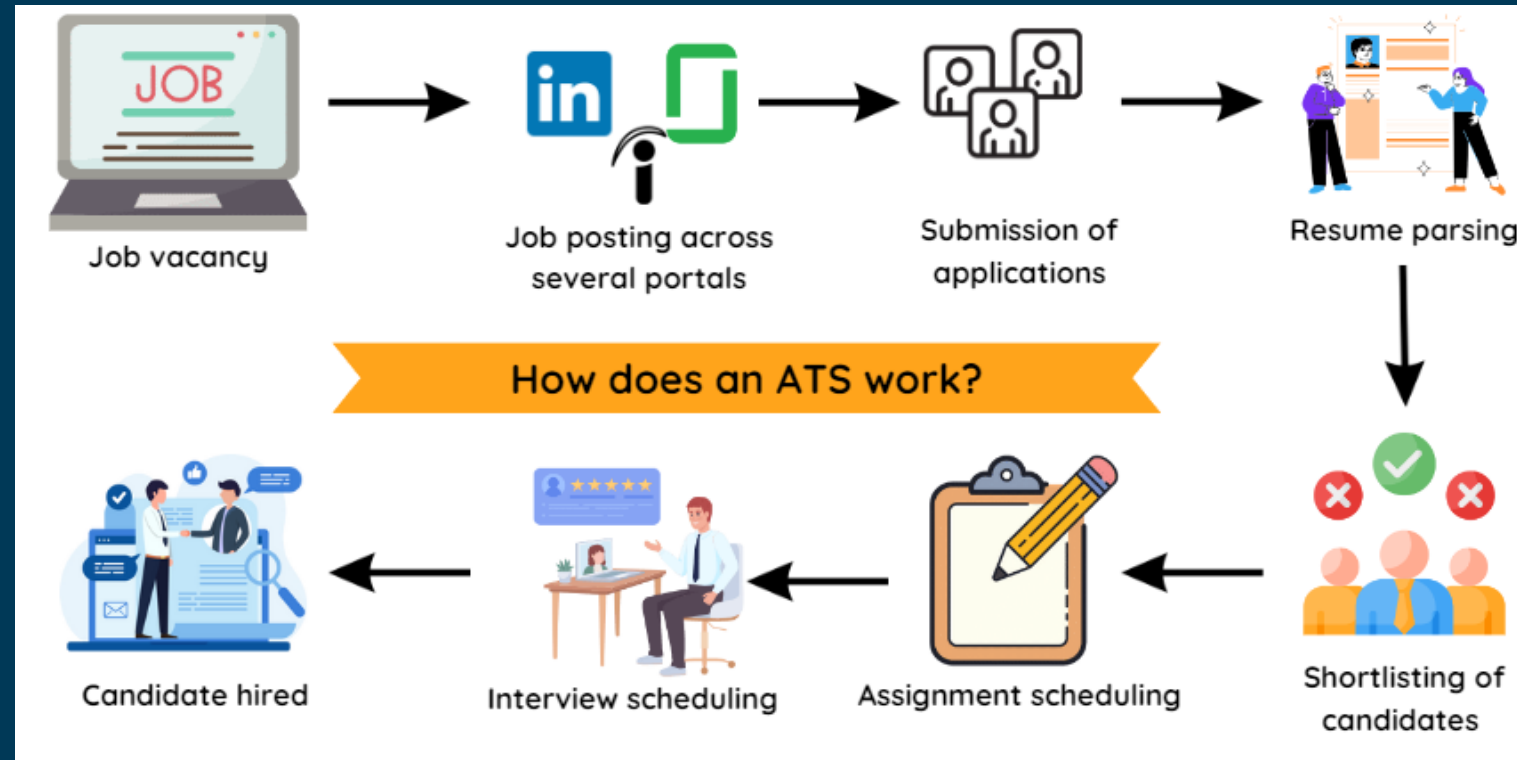 JOB
in
Job vacancy
Job posting across
several portals
Submission of
applications
Resume parsing
How does an ATS work?
Candidate hired
Interview scheduling
Assignment scheduling
Shortlisting of
candidates